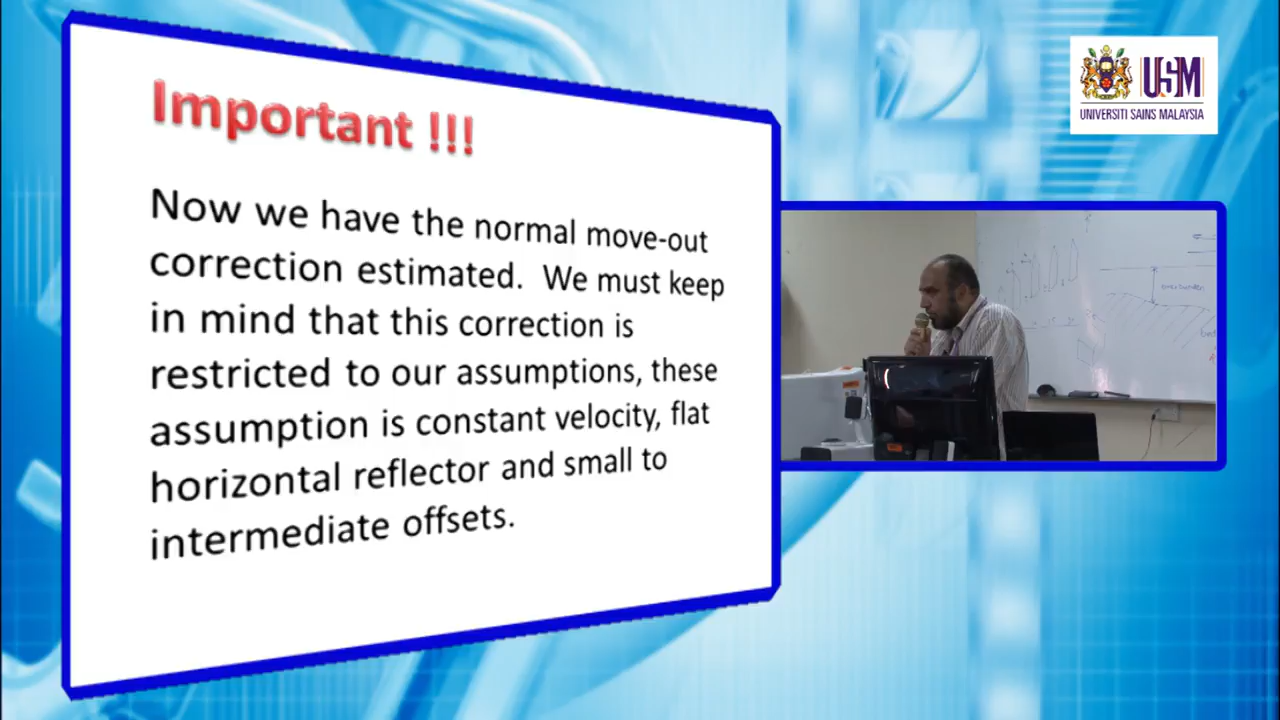 Important !!!
Now we have the normal move-out
correction estimated. We must keep
in mind that this correction is
restricted to our assumptions, these
assumption is constant velocity, flat
horizontal reflector and small to
intermediate offsets.
USM
UNIVERSITI SAINS MALAYSIA
overburden